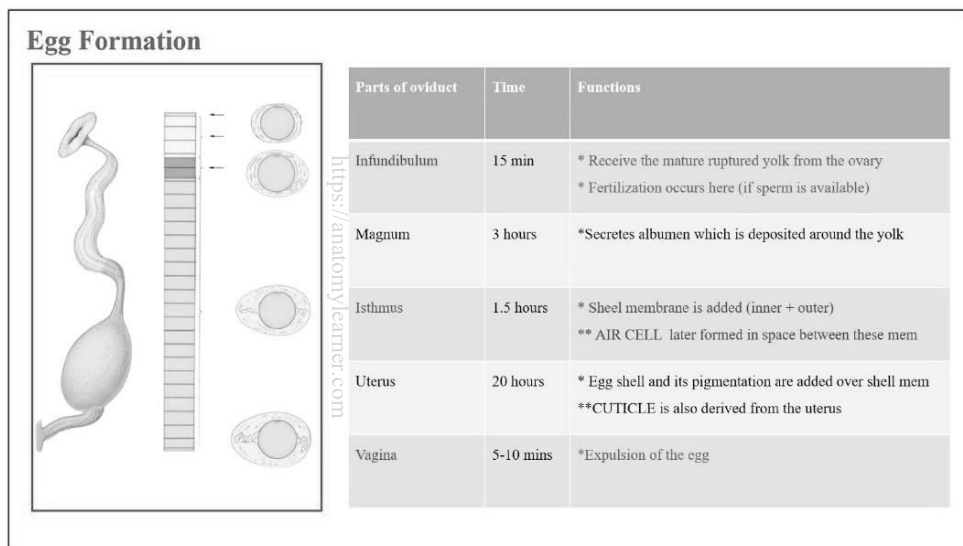 Egg Formation
Parts of oviduct Time Functions
Infundibulum 15 min * Receive the mature ruptured yolk from the ovary
* Fertilization occurs here (if sperm is available)
Magnum 3 hours *Secretes albumen which is deposited around the yolk
Isthmus 1.5 hours * Sheel membrane is added (inner + outer)
** AIR CELL later formed in space between these mem
Uterus 20 hours * Egg shell and its pigmentation are added over shell mem
**CUTICLE is also derived from the uterus
Vagina 5-10 mins *Expulsion of the egg
https://anatomylearner.com